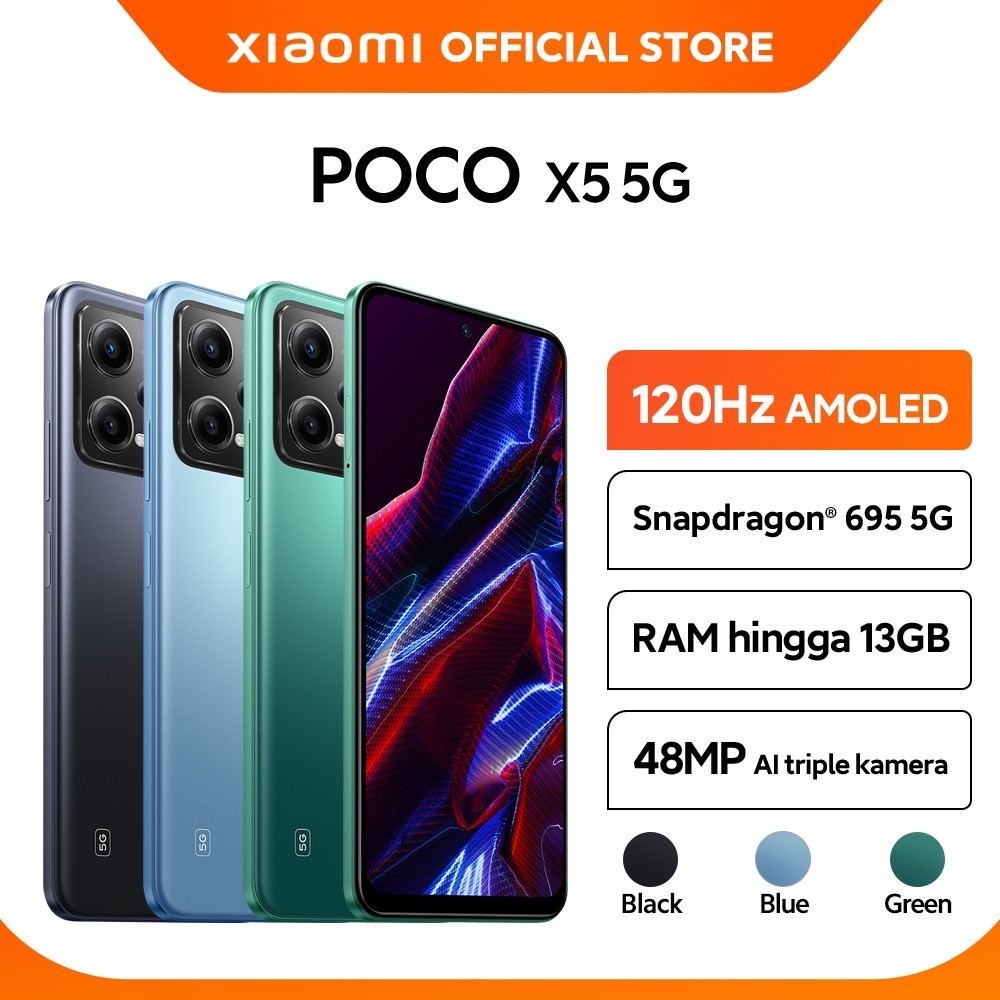 xiaomi OFFICIAL STORE
POCO X5 5G
120Hz AMOLED
Snapdragon® 695 5G
RAM hingga 13GB
48MP AI triple kamera
Black
Blue
Green
5G
5G
5G